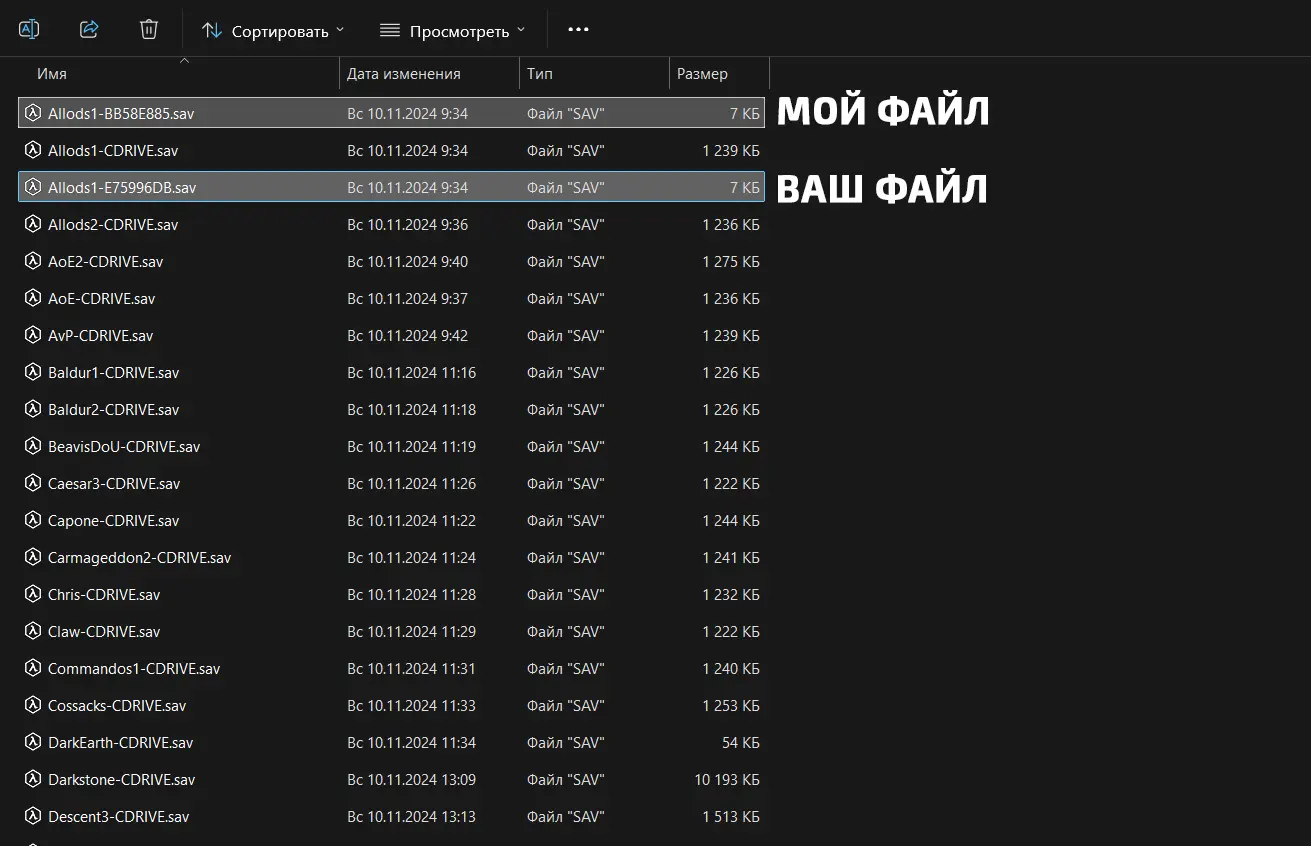 Сортировать Просмотреть
Имя Дата изменения Тип Размер
Allods1-BB58E885.sav Вс 10.11.2024 9:34 Файл "SAV" 7 КБ МОЙ ФАЙЛ
Allods1-CDRIVE.sav Вс 10.11.2024 9:34 Файл "SAV" 1 239 КБ
Allods1-E75996DB.sav Вс 10.11.2024 9:34 Файл "SAV" 7 КБ ВАШ ФАЙЛ
Allods2-CDRIVE.sav Вс 10.11.2024 9:36 Файл "SAV" 1 236 КБ
AoE2-CDRIVE.sav Вс 10.11.2024 9:40 Файл "SAV" 1 275 КБ
AoE-CDRIVE.sav Вс 10.11.2024 9:37 Файл "SAV" 1 236 КБ
AvP-CDRIVE.sav Вс 10.11.2024 9:42 Файл "SAV" 1 239 КБ
Baldur1-CDRIVE.sav Вс 10.11.2024 11:16 Файл "SAV" 1 226 КБ
Baldur2-CDRIVE.sav Вс 10.11.2024 11:18 Файл "SAV" 1 226 КБ
BeavisDoU-CDRIVE.sav Вс 10.11.2024 11:19 Файл "SAV" 1 244 КБ
Caesar3-CDRIVE.sav Вс 10.11.2024 11:26 Файл "SAV" 1 222 КБ
Capone-CDRIVE.sav Вс 10.11.2024 11:22 Файл "SAV" 1 244 КБ
Carmageddon2-CDRIVE.sav Вс 10.11.2024 11:24 Файл "SAV" 1 241 КБ
Chris-CDRIVE.sav Вс 10.11.2024 11:28 Файл "SAV" 1 232 КБ
Claw-CDRIVE.sav Вс 10.11.2024 11:29 Файл "SAV" 1 222 КБ
Commandos1-CDRIVE.sav Вс 10.11.2024 11:31 Файл "SAV" 1 240 КБ
Cossacks-CDRIVE.sav Вс 10.11.2024 11:33 Файл "SAV" 1 253 КБ
DarkEarth-CDRIVE.sav Вс 10.11.2024 11:34 Файл "SAV" 54 КБ
Darkstone-CDRIVE.sav Вс 10.11.2024 13:09 Файл "SAV" 10 193 КБ
Descent3-CDRIVE.sav Вс 10.11.2024 13:13 Файл "SAV" 1 513 КБ